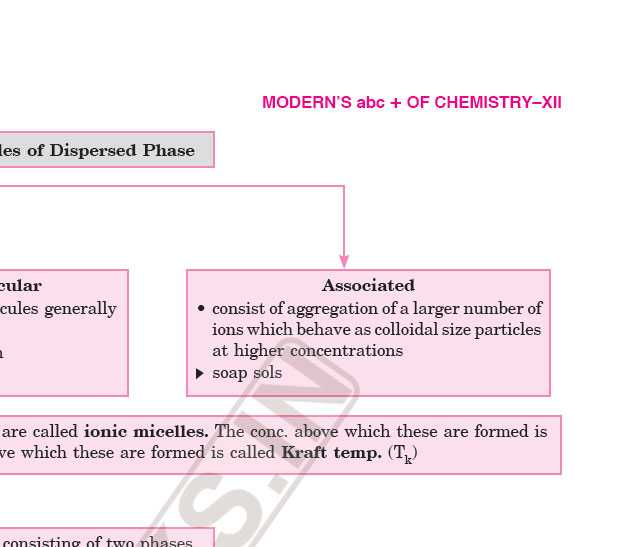 MODERN'S abc + OF CHEMISTRY–XII
les of Dispersed Phase
cular
cules generally
Associated
• consist of aggregation of a larger number of
ions which behave as colloidal size particles
at higher concentrations
▶ soap sols
are called ionic micelles. The conc. above which these are formed is
ve which these are formed is called Kraft temp. (Tk)
consisting of two phases
S.IN